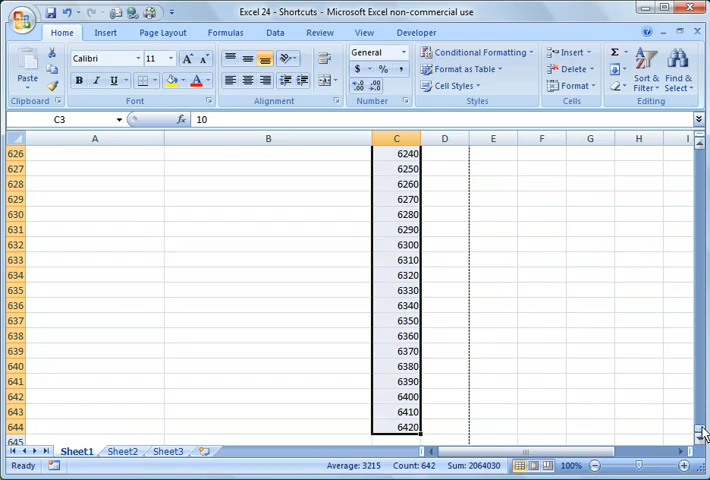 Excel 24 - Shortcuts - Microsoft Excel non-commercial use
Home Insert Page Layout Formulas Data Review View Developer
Paste
Calibri 11 A A
B I U A
General
$ % ,
Conditional Formatting
Format as Table
Cell Styles
Insert
Delete
Format
Σ
Sort & Filter
Find & Select
Clipboard Font Alignment Number Styles Cells Editing
C3 fx 10
A B C D E F G H I
626 6240
627 6250
628 6260
629 6270
630 6280
631 6290
632 6300
633 6310
634 6320
635 6330
636 6340
637 6350
638 6360
639 6370
640 6380
641 6390
642 6400
643 6410
644 6420
645
Sheet1 Sheet2 Sheet3
Ready Average: 3215 Count: 642 Sum: 2064030 100%